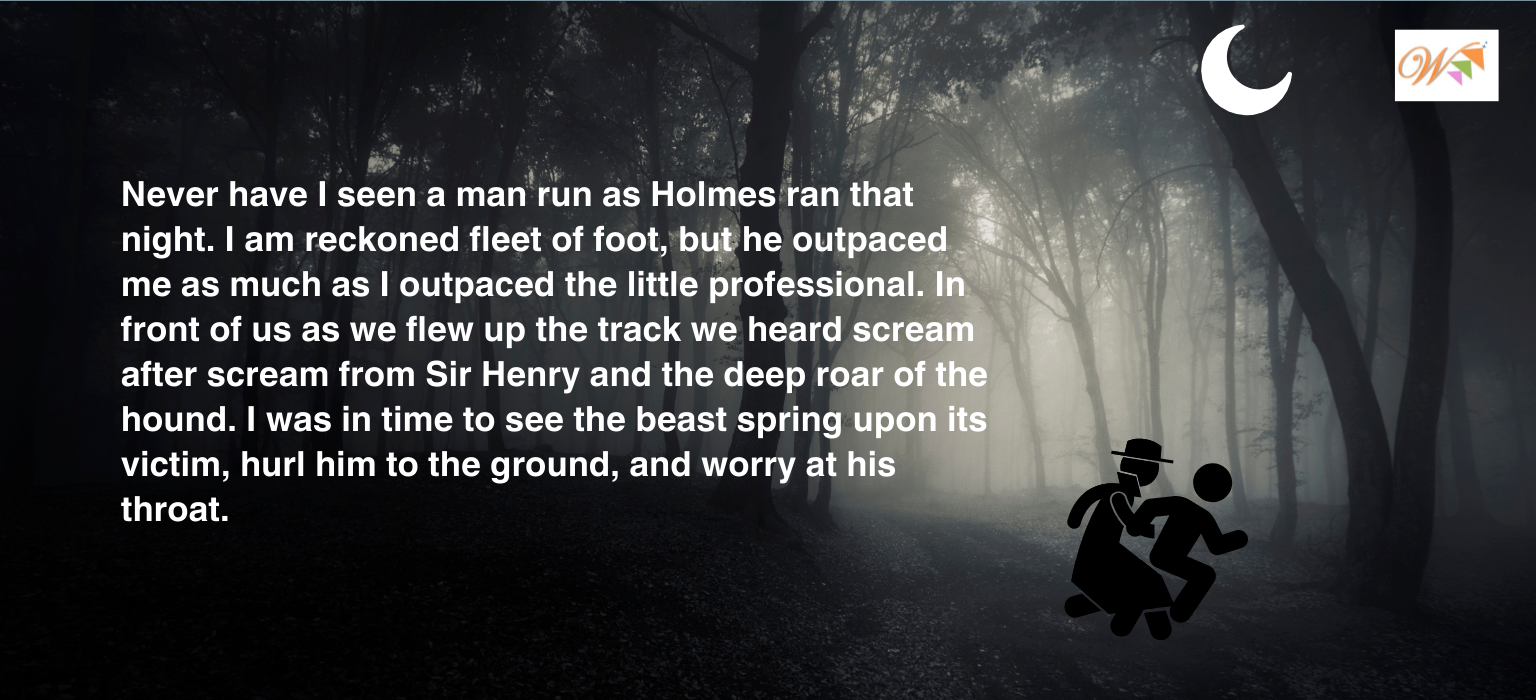 W
Never have I seen a man run as Holmes ran that
night. I am reckoned fleet of foot, but he outpaced
me as much as I outpaced the little professional. In
front of us as we flew up the track we heard scream
after scream from Sir Henry and the deep roar of the
hound. I was in time to see the beast spring upon its
victim, hurl him to the ground, and worry at his
throat.